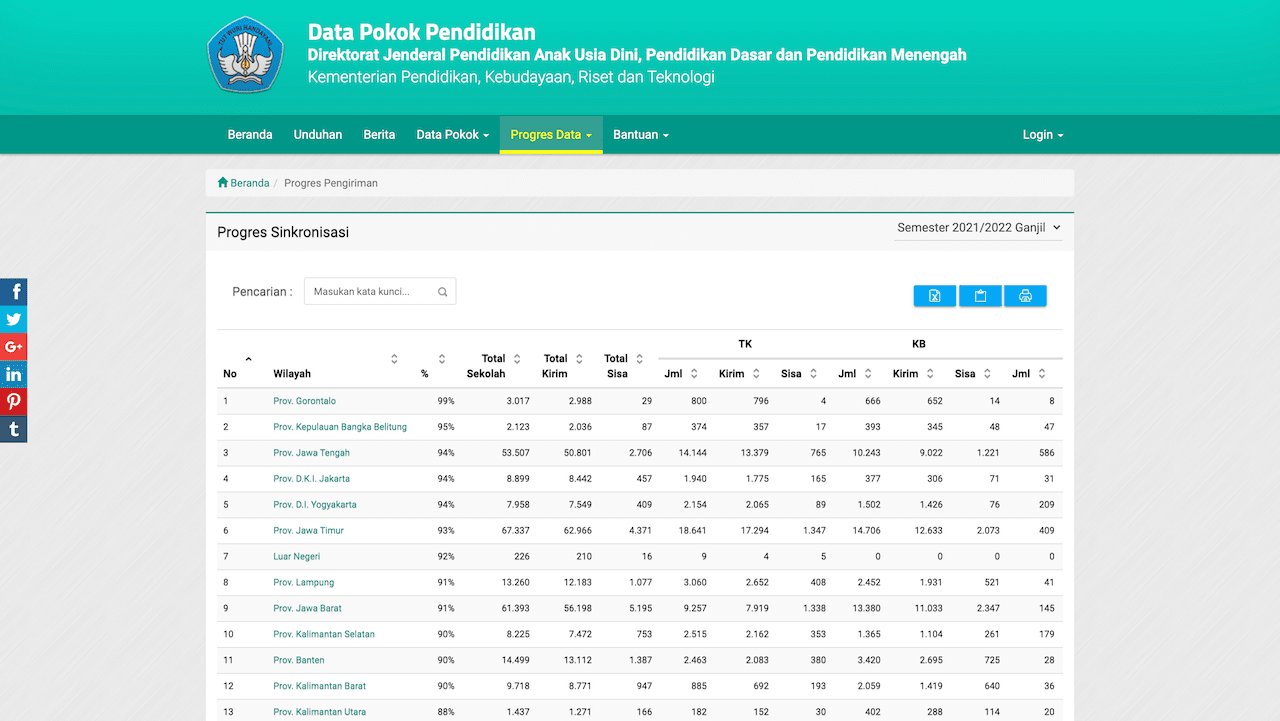 TUT WURI HANDAYANI
Data Pokok Pendidikan
Direktorat Jenderal Pendidikan Anak Usia Dini, Pendidikan Dasar dan Pendidikan Menengah
Kementerian Pendidikan, Kebudayaan, Riset dan Teknologi
Beranda Unduhan Berita Data Pokok Progres Data Bantuan Login
Beranda / Progres Pengiriman
Progres Sinkronisasi Semester 2021/2022 Ganjil
Pencarian : Masukan kata kunci...
TK KB
No Wilayah % Total Sekolah Total Kirim Total Sisa Jml Kirim Sisa Jml Kirim Sisa Jml
1 Prov. Gorontalo 99% 3.017 2.988 29 800 796 4 666 652 14 8
2 Prov. Kepulauan Bangka Belitung 95% 2.123 2.036 87 374 357 17 393 345 48 47
3 Prov. Jawa Tengah 94% 53.507 50.801 2.706 14.144 13.379 765 10.243 9.022 1.221 586
4 Prov. D.K.I. Jakarta 94% 8.899 8.442 457 1.940 1.775 165 377 306 71 31
5 Prov. D.I. Yogyakarta 94% 7.958 7.549 409 2.154 2.065 89 1.502 1.426 76 209
6 Prov. Jawa Timur 93% 67.337 62.966 4.371 18.641 17.294 1.347 14.706 12.633 2.073 409
7 Luar Negeri 92% 226 210 16 9 4 5 0 0 0 0
8 Prov. Lampung 91% 13.260 12.183 1.077 3.060 2.652 408 2.452 1.931 521 41
9 Prov. Jawa Barat 91% 61.393 56.198 5.195 9.257 7.919 1.338 13.380 11.033 2.347 145
10 Prov. Kalimantan Selatan 90% 8.225 7.472 753 2.515 2.162 353 1.365 1.104 261 179
11 Prov. Banten 90% 14.499 13.112 1.387 2.463 2.083 380 3.420 2.695 725 28
12 Prov. Kalimantan Barat 90% 9.718 8.771 947 885 692 193 2.059 1.419 640 36
13 Prov. Kalimantan Utara 88% 1.437 1.271 166 182 152 30 402 288 114 20